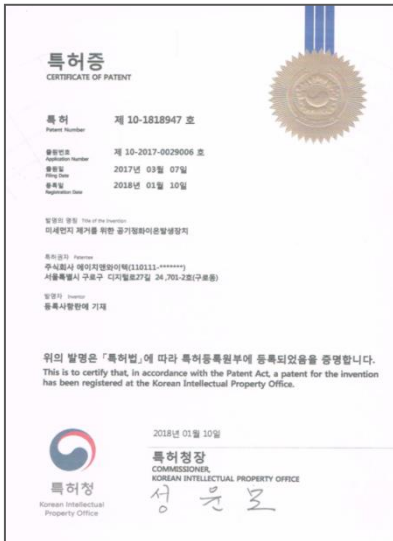 특허증
CERTIFICATE OF PATENT
특 허 제 10-1818947 호
Patent Number
출원번호 제 10-2017-0029006 호
Application Number
출원일 2017년 03월 07일
Filing Date
등록일 2018년 01월 10일
Registration Date
발명의 명칭 Title of the Invention
미세먼지 제거를 위한 공기정화이온발생장치
특허권자 Patentee
주식회사 에이치앤와이텍(110111-*******)
서울특별시 구로구 디지털로27길 24 ,701-2호(구로동)
발명자 Inventor
등록사항란에 기재
위의 발명은 「특허법」에 따라 특허등록원부에 등록되었음을 증명합니다.
This is to certify that, in accordance with the Patent Act, a patent for the invention
has been registered at the Korean Intellectual Property Office.
2018년 01월 10일
특허청장
COMMISSIONER,
KOREAN INTELLECTUAL PROPERTY OFFICE
성 윤 모
특허청
Korean Intellectual
Property Office